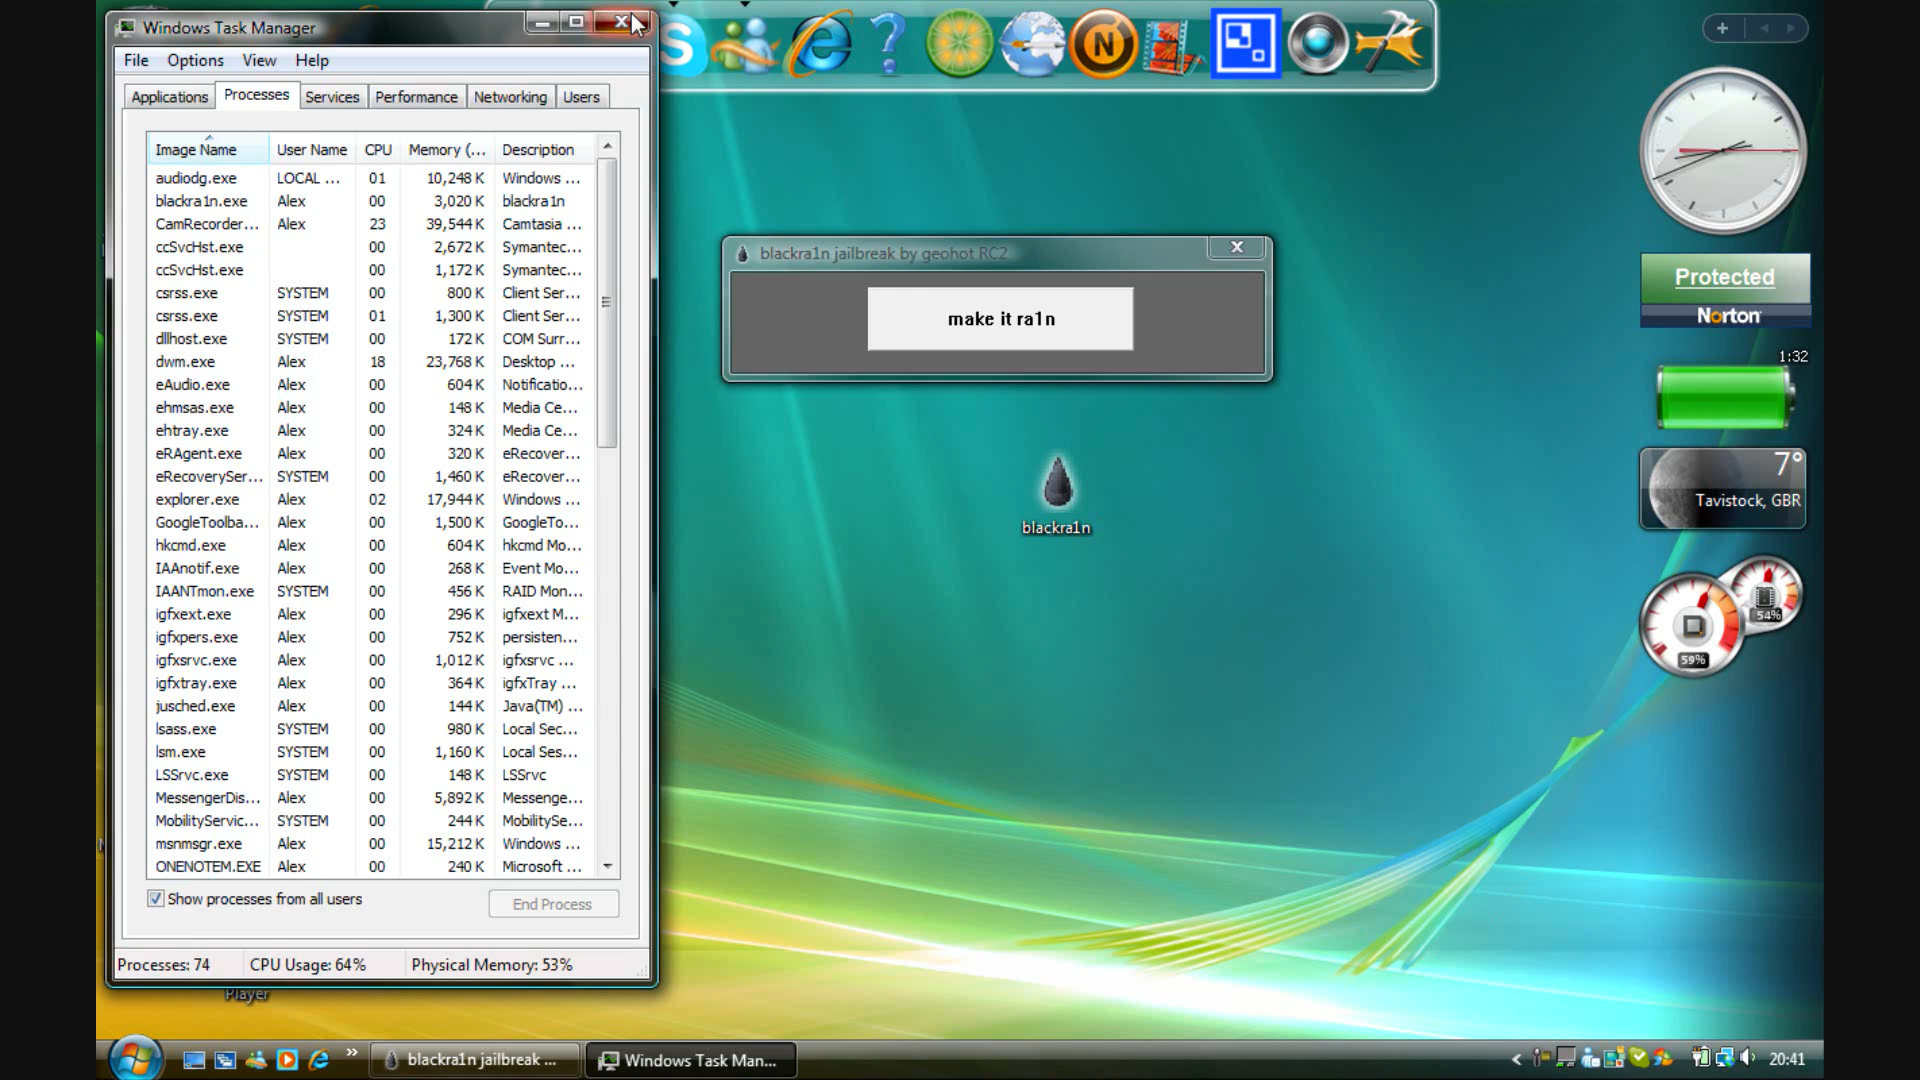 Windows Task Manager
File Options View Help
Applications Processes Services Performance Networking Users
Image Name User Name CPU Memory (... Description
audiodg.exe LOCAL ... 01 10,248 K Windows ...
blackra1n.exe Alex 00 3,020 K blackra1n
CamRecorder... Alex 23 39,544 K Camtasia ...
ccSvcHst.exe 00 2,672 K Symantec...
ccSvcHst.exe 00 1,172 K Symantec...
csrss.exe SYSTEM 00 800 K Client Ser...
csrss.exe SYSTEM 01 1,300 K Client Ser...
dllhost.exe SYSTEM 00 172 K COM Surr...
dwm.exe Alex 18 23,768 K Desktop ...
eAudio.exe Alex 00 604 K Notificatio...
ehmsas.exe Alex 00 148 K Media Ce...
ehtray.exe Alex 00 324 K Media Ce...
eRAgent.exe Alex 00 320 K eRecover...
eRecoverySer... SYSTEM 00 1,460 K eRecover...
explorer.exe Alex 02 17,944 K Windows ...
GoogleToolba... Alex 00 1,500 K GoogleTo...
hkcmd.exe Alex 00 604 K hkcmd Mo...
IAAnotif.exe Alex 00 268 K Event Mo...
IAANTmon.exe SYSTEM 00 456 K RAID Mon...
igfxext.exe Alex 00 296 K igfxext M...
igfxpers.exe Alex 00 752 K persisten...
igfxsrvc.exe Alex 00 1,012 K igfxsrvc ...
igfxtray.exe Alex 00 364 K igfxTray ...
jusched.exe Alex 00 144 K Java(TM) ...
lsass.exe SYSTEM 00 980 K Local Sec...
lsm.exe SYSTEM 00 1,160 K Local Ses...
LSSrvc.exe SYSTEM 00 148 K LSSrvc
MessengerDis... Alex 00 5,892 K Messenge...
MobilityServic... SYSTEM 00 244 K MobilitySe...
msnmsgr.exe Alex 00 15,212 K Windows ...
ONENOTEM.EXE Alex 00 240 K Microsoft ...
Show processes from all users
End Process
Processes: 74 CPU Usage: 64% Physical Memory: 53%
Player
blackra1n jailbreak by geohot RC2
make it ra1n
blackra1n
Protected
Norton
1:32
7°
Tavistock, GBR
54%
59%
blackra1n jailbreak ...
Windows Task Man...
20:41